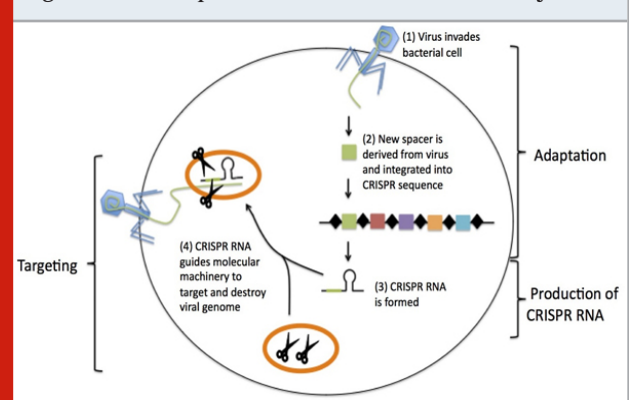 (1) Virus invades
bacterial cell
(2) New spacer is
derived from virus
and integrated into
CRISPR sequence
Adaptation
(3) CRISPR RNA
is formed
Production of
CRISPR RNA
(4) CRISPR RNA
guides molecular
machinery to
target and destroy
viral genome
Targeting